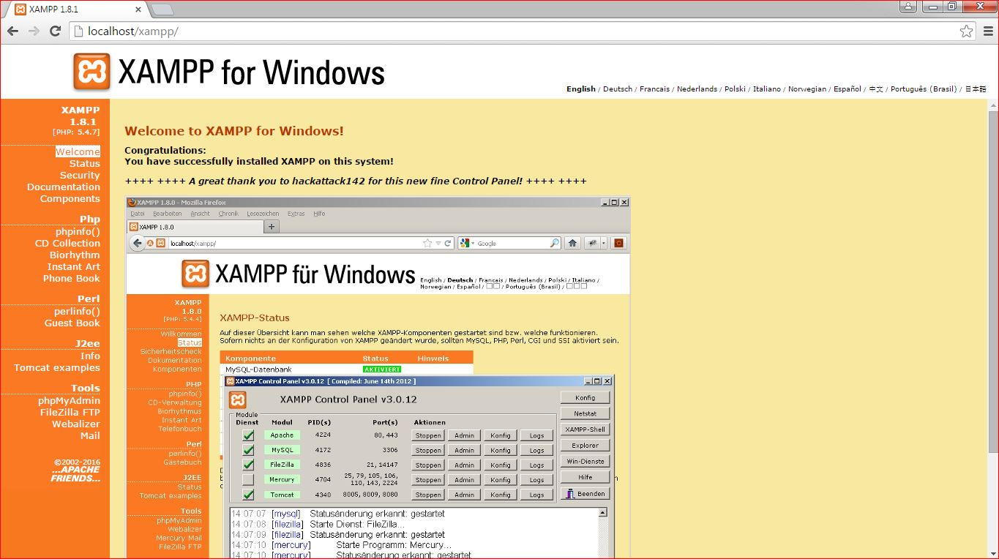 XAMPP 1.8.1
localhost/xampp/
XAMPP for Windows
English / Deutsch / Francais / Nederlands / Polski / Italiano / Norwegian / Español / 中文 / Português (Brasil) / 日本語
XAMPP
1.8.1
[PHP: 5.4.7]
Welcome
Status
Security
Documentation
Components
Php
phpinfo()
CD Collection
Biorhythm
Instant Art
Phone Book
Perl
perlinfo()
Guest Book
J2ee
Info
Tomcat examples
Tools
phpMyAdmin
FileZilla FTP
Webalizer
Mail
©2002-2016
...APACHE
FRIENDS...
Welcome to XAMPP for Windows!
Congratulations:
You have successfully installed XAMPP on this system!
++++ ++++ A great thank you to hackattack142 for this new fine Control Panel! ++++ ++++
XAMPP 1.8.0 - Mozilla Firefox
Datei Bearbeiten Ansicht Chronik Lesezeichen Extras Hilfe
XAMPP 1.8.0
localhost/xampp/ Google
XAMPP für Windows
English / Deutsch / Francais / Nederlands / Polski / Italiano /
Norwegian / Español / □□ / Português (Brasil) / □□□
XAMPP
1.8.0
[PHP: 5.4.4]
Willkommen
Status
Sicherheitscheck
Dokumentation
Komponenten
PHP
phpinfo()
CD-Verwaltung
Biorhythmus
Instant Art
Telefonbuch
Perl
perlinfo()
Gästebuch
J2EE
Status
Tomcat examples
Tools
phpMyAdmin
Webalizer
Mercury Mail
FileZilla FTP
XAMPP-Status
Auf dieser Übersicht kann man sehen welche XAMPP-Komponenten gestartet sind bzw. welche funktionieren.
Sofern nichts an der Konfiguration von XAMPP geändert wurde, sollten MySQL, PHP, Perl, CGI und SSI aktiviert sein.
Komponente Status Hinweis
MySQL-Datenbank AKTIVIERT
XAMPP Control Panel v3.0.12 [ Compiled: June 14th 2012 ]
XAMPP Control Panel v3.0.12
Module
Dienst Modul PID(s) Port(s) Aktionen
Apache 4224 80, 443 Stoppen Admin Konfig Logs
MySQL 4172 3306 Stoppen Admin Konfig Logs
FileZilla 4836 21, 14147 Stoppen Admin Konfig Logs
Mercury 4704 25, 79, 105, 106, 110, 143, 2224 Stoppen Admin Konfig Logs
Tomcat 4340 8005, 8009, 8080 Stoppen Admin Konfig Logs
Konfig
Netstat
XAMPP-Shell
Explorer
Win-Dienste
Hilfe
Beenden
14:07:07 [mysql] Statusänderung erkannt: gestartet
14:07:08 [filezilla] Starte Dienst: FileZilla...
14:07:09 [filezilla] Statusänderung erkannt: gestartet
14:07:10 [mercury] Starte Programm: Mercury...
14:07:10 [mercury] Statusänderung erkannt: gestartet